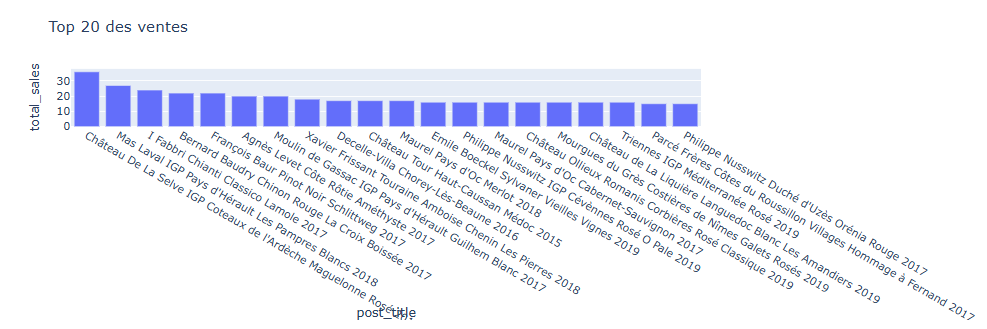 Top 20 des ventes
total_sales
30
20
10
0
Château De La Selve IGP Coteaux de l'Ardèche Maguelonne Rosé
Mas Laval IGP Pays d'Hérault Les Pampres Blancs 2018
I Fabbri Chianti Classico Lamole 2017
Bernard Baudry Chinon Rouge La Croix Boissée 2017
François Baur Pinot Noir Schlittweg 2017
Agnès Levet Côte Rôtie Améthyste 2017
Moulin de Gassac IGP Pays d'Hérault Guilhem Blanc 2017
Xavier Frissant Touraine Amboise Chenin Les Pierres 2018
Decelle-Villa Chorey-Lès-Beaune 2016
Château Tour Haut-Caussan Médoc 2015
Maurel Pays d'Oc Merlot 2018
Emile Boeckel Sylvaner Vieilles Vignes 2019
Philippe Nusswitz IGP Cévènnes Rosé O Pale 2019
Maurel Pays d'Oc Cabernet-Sauvignon 2017
Château Ollieux Romanis Corbières Rosé Classique 2019
Mourgues du Grès Costières de Nîmes Galets Rosés 2019
Château de La Liquière Languedoc Blanc Les Amandiers 2019
Triennes IGP Méditerranée Rosé 2019
Parcé Frères Côtes du Roussillon Villages Hommage à Fernand 2017
Philippe Nusswitz Duché d'Uzès Orénia Rouge 2017
post_title